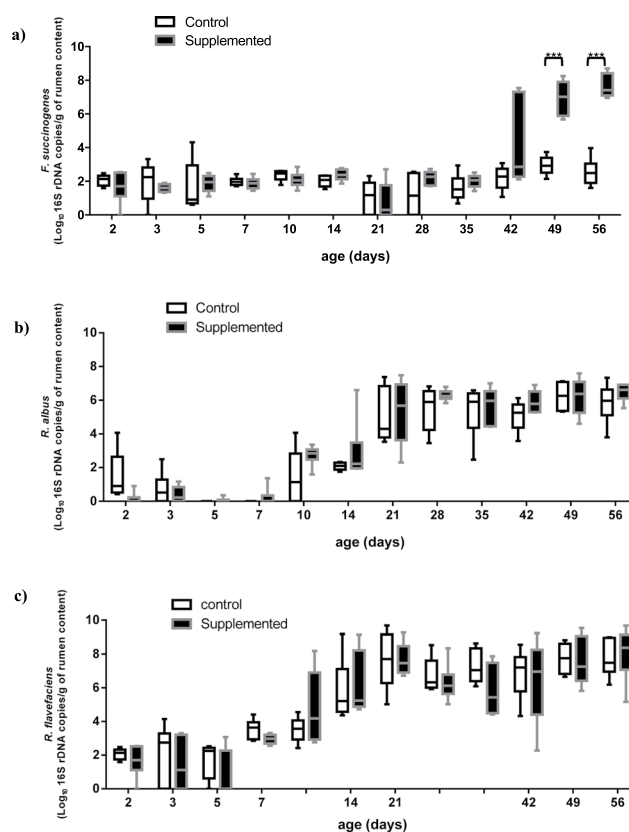 a)
Control
Supplemented
F. succinogenes
(Log10 16S rDNA copies/g of rumen content)
10
8
6
4
2
0
***
***
2 3 5 7 10 14 21 28 35 42 49 56
age (days)
b)
Control
Supplemented
R. albus
(Log10 16S rDNA copies/g of rumen content)
10
8
6
4
2
0
2 3 5 7 10 14 21 28 35 42 49 56
age (days)
c)
control
Supplemented
R. flavefaciens
(Log10 16S rDNA copies/g of rumen content)
10
8
6
4
2
0
2 3 5 7 14 21 42 49 56
age (days)